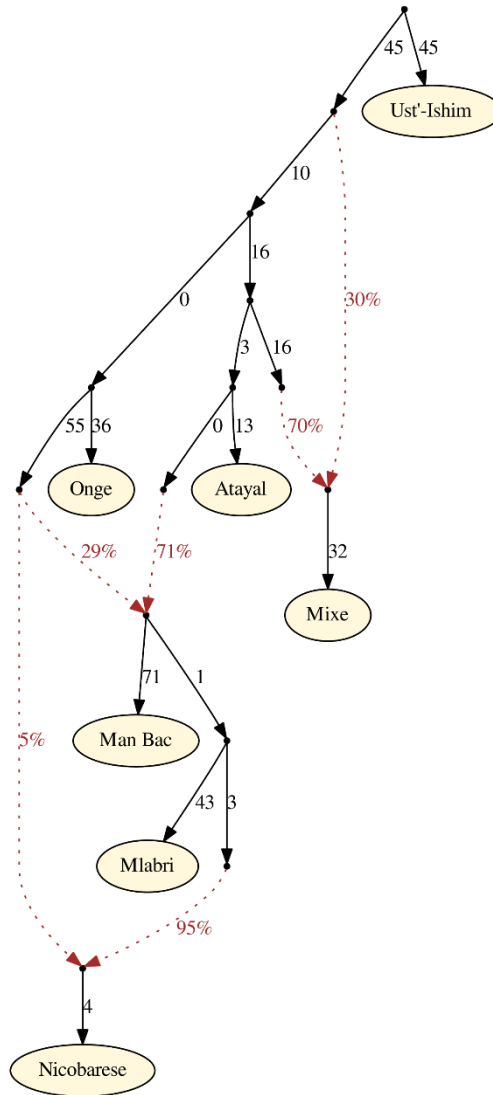 45 45
Ust'-Ishim
10
16
0
30%
3 16
55 36
0 13
70%
Onge
Atayal
29% 71%
32
Mixe
71 1
5%
Man Bac
43 3
Mlabri
95%
4
Nicobarese